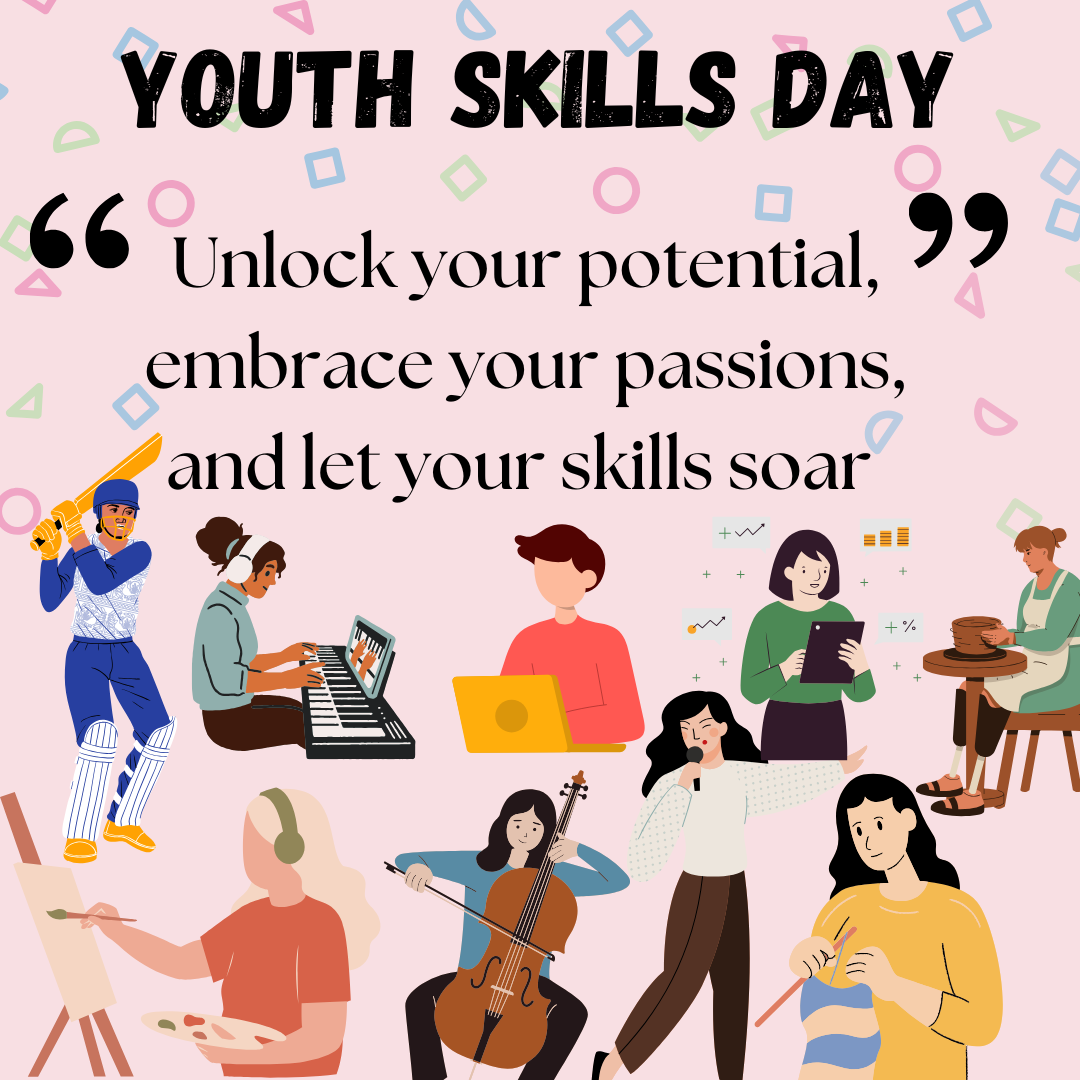 YOUTH SKILLS DAY
“ Unlock your potential, ”
embrace your passions,
and let your skills soar
+
+ %